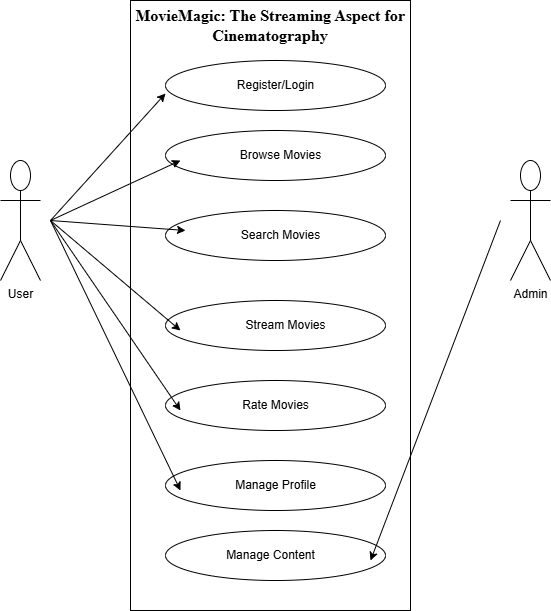 MovieMagic: The Streaming Aspect for
Cinematography
Register/Login
Browse Movies
Search Movies
User
Admin
Stream Movies
Rate Movies
Manage Profile
Manage Content